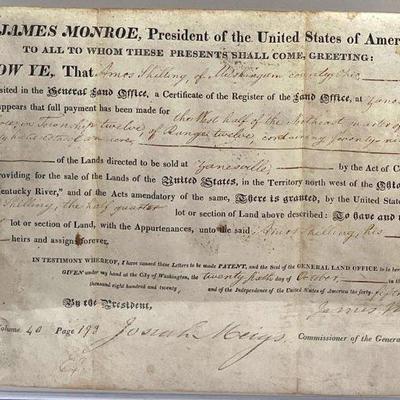 JAMES MONROE, President of the United States of Amer
TO ALL TO WHOM THESE PRESENTS SHALL COME, GREETING:
OW YE, That Amos Shilling, of Muskingum County, Ohio
sited in the General Land Office, a Certificate of the Register of the Land Office, at Zanes
appears that full payment has been made for the West half of the quarter of
in Township twelve, of Range twelve containing
of the Lands directed to be sold at Zanesville, by the Act of C
roviding for the sale of the Lands of the United States, in the Territory north west of the Ohio
entucky River," and of the Acts amendatory of the same, There is granted, by the United States
Shilling, the half quarter lot or section of Land above described: To have and
lot or section of Land, with the Appurtenances, unto the said Amos Shilling, his
heirs and assigns forever.
IN TESTIMONY WHEREOF, I have caused these Letters to be made PATENT, and the Seal of the GENERAL LAND OFFICE to be
GIVEN under my hand at the City of Washington, the day of October
thousand eight hundred and twenty, and of the Independence of the United States of America the forty-
By the President, James
Volume 40 Page 193 Josiah Meigs, Commissioner of the Genera